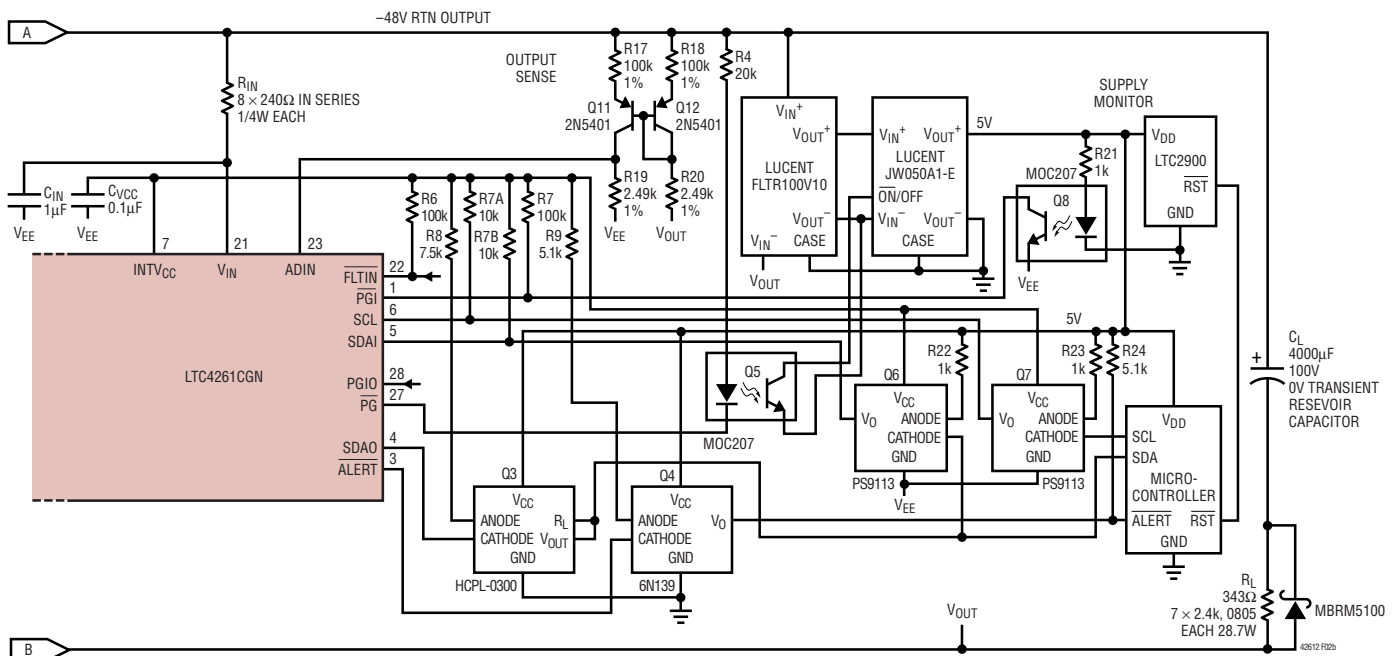 A
–48V RTN OUTPUT
RIN
8 × 240Ω IN SERIES
1/4W EACH
OUTPUT
SENSE
R17
100k
1%
R18
100k
1%
R4
20k
Q11
2N5401
Q12
2N5401
CIN
1µF
CVCC
0.1µF
VEE
VEE
R6
100k
R7A
10k
R7
100k
R8
7.5k
R7B
10k
R9
5.1k
R19
2.49k
1%
R20
2.49k
1%
VEE
VOUT
VIN+
VOUT+
LUCENT
FLTR100V10
VOUT–
VIN–
CASE
VOUT
VIN+
VOUT+
LUCENT
JW050A1-E
ON/OFF
VIN–
VOUT–
CASE
5V
SUPPLY
MONITOR
R21
1k
MOC207
Q8
VEE
VDD
LTC2900
RST
GND
7
21
23
INTVCC
VIN
ADIN
FLTIN
22
PGI
1
SCL
6
SDAI
5
LTC4261CGN
PGIO
28
PG
27
SDAO
4
ALERT
3
Q5
MOC207
5V
R22
1k
R23
1k
R24
5.1k
Q6
VCC
VO
ANODE
CATHODE
GND
PS9113
VEE
Q7
VCC
VO
ANODE
CATHODE
GND
PS9113
VDD
SCL
SDA
MICRO-
CONTROLLER
ALERT
RST
GND
Q3
VCC
ANODE
RL
CATHODE
VOUT
GND
HCPL-0300
Q4
VCC
ANODE
VO
CATHODE
GND
6N139
+
CL
4000µF
100V
0V TRANSIENT
RESEVOIR
CAPACITOR
RL
343Ω
7 × 2.4k, 0805
EACH 28.7W
MBRM5100
VOUT
B
42612 F02b